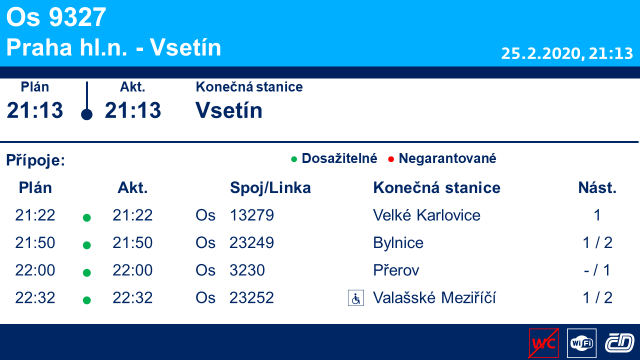 Os 9327
Praha hl.n. - Vsetín
25.2.2020, 21:13
Plán Akt. Konečná stanice
21:13 21:13 Vsetín
Přípoje: Dosažitelné Negarantované
Plán Akt. Spoj/Linka Konečná stanice Nást.
21:22 21:22 Os 13279 Velké Karlovice 1
21:50 21:50 Os 23249 Bylnice 1 / 2
22:00 22:00 Os 3230 Přerov - / 1
22:32 22:32 Os 23252 Valašské Meziříčí 1 / 2
WC WiFi ČD